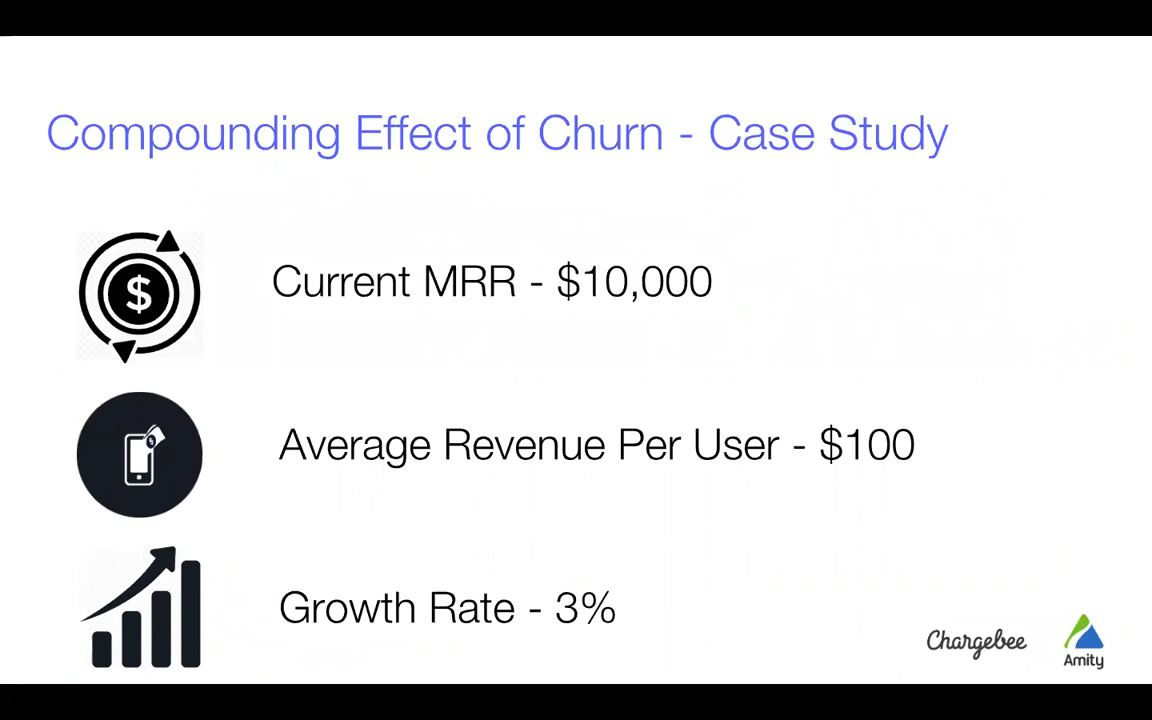 Compounding Effect of Churn - Case Study
$
Current MRR - $10,000
Average Revenue Per User - $100
Growth Rate - 3%
Chargebee
Amity